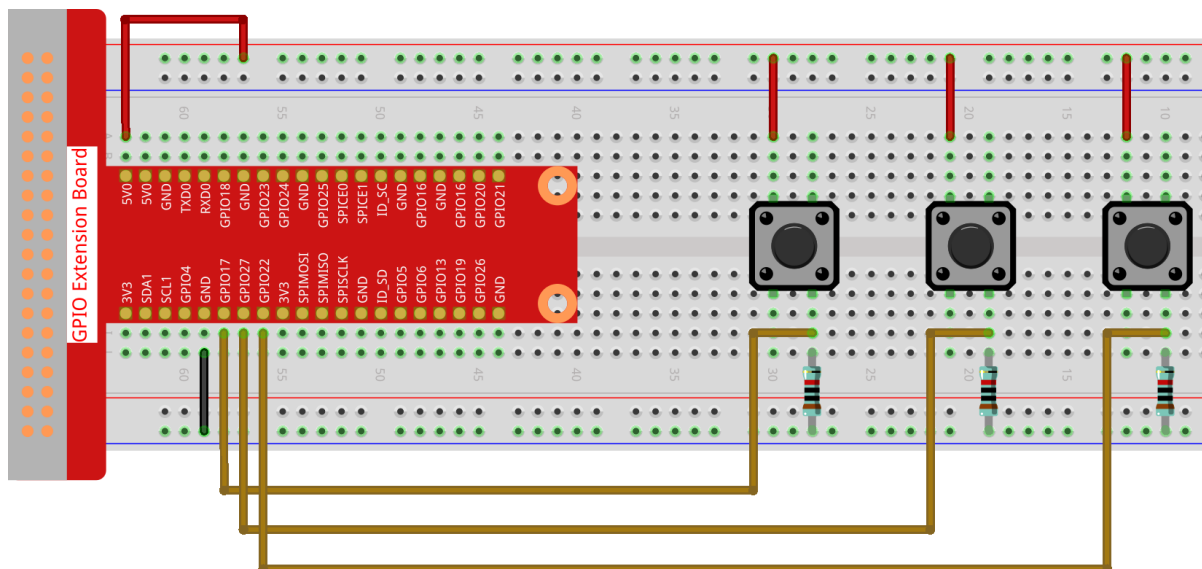 GPIO Extension Board
60 55 50 45 40 35 25 20 15 10
A
5V0 5V0 GND TXD0 RXD0 GPIO18 GND GPIO23 GPIO24 GND GPIO25 SPICE0 SPICE1 ID_SC GND GPIO16 GND GPIO16 GPIO20 GPIO21
3V3 SDA1 SCL1 GPIO4 GND GPIO17 GPIO27 GPIO22 3V3 SPIMOSI SPIMISO SPISCLK GND ID_SD GPIO5 GPIO6 GPIO13 GPIO19 GPIO26 GND
60 55 50 45 40 35 30 25 20 15